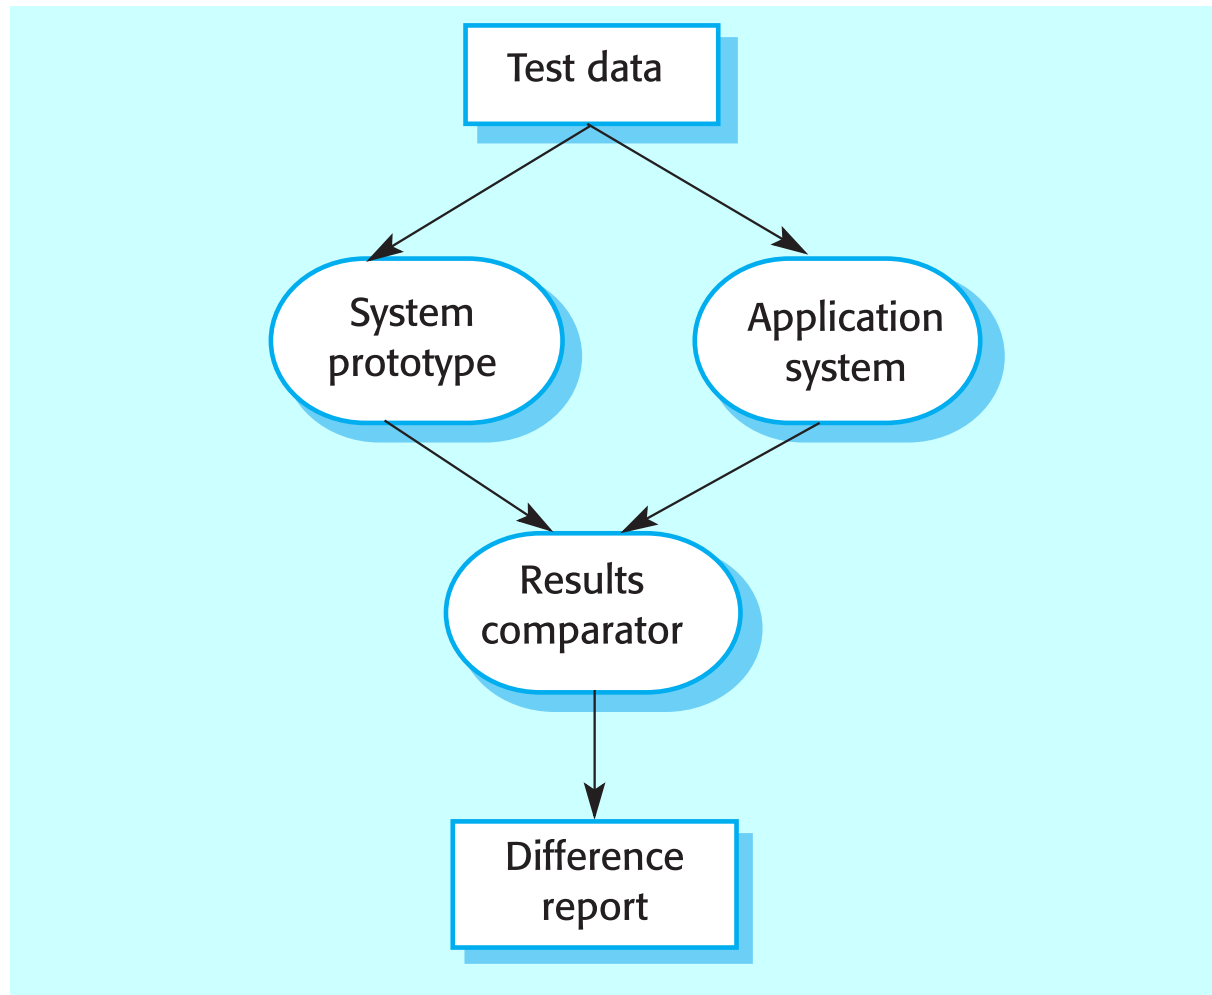 Test data
System
prototype
Application
system
Results
comparator
Difference
report